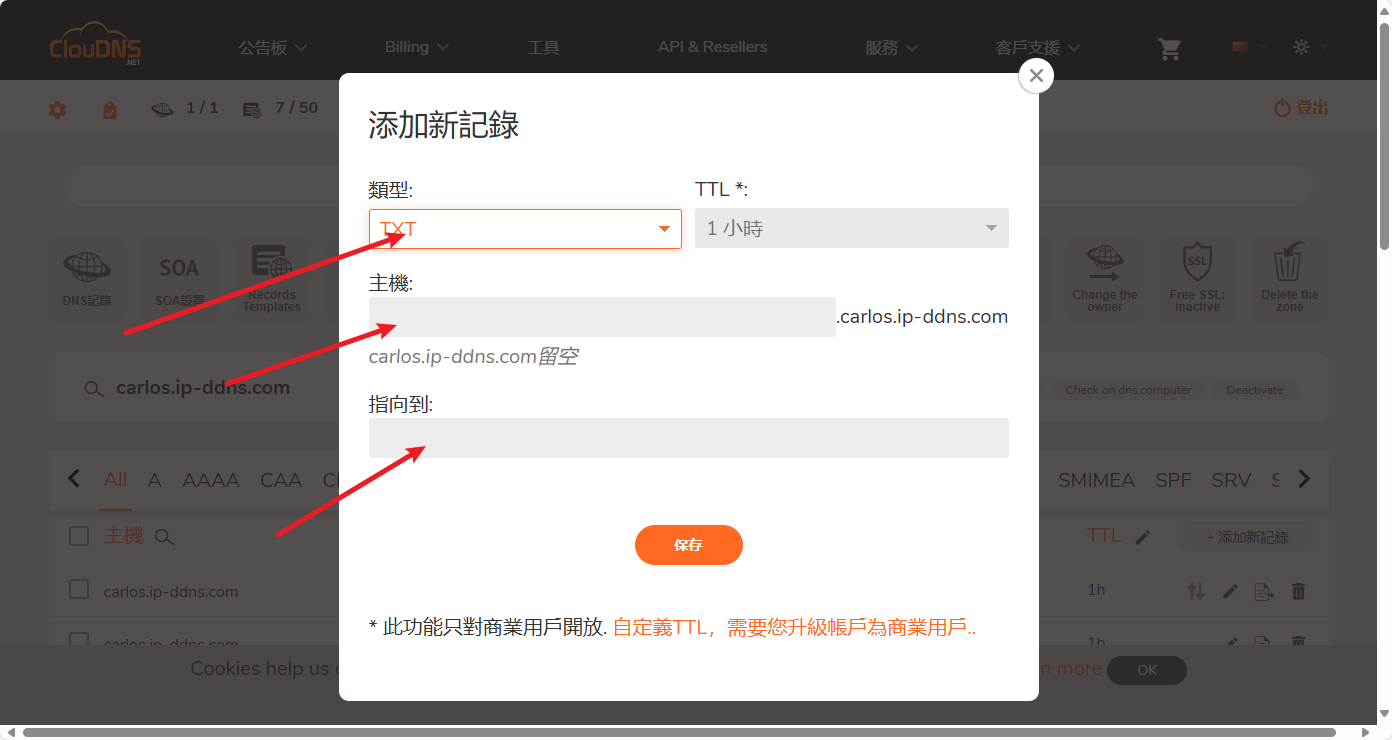 ClouDNS
.NET
公告板
Billing
工具
API & Resellers
服務
客戶支援
1 / 1
7 / 50
登出
添加新記錄
類型:
TTL *:
TXT
1 小時
DNS記錄
SOA
SOA設置
Records
Templates
Change the
owner
SSL
Free SSL:
inactive
Delete the
zone
主機:
.carlos.ip-ddns.com
carlos.ip-ddns.com留空
carlos.ip-ddns.com
Check on dns.computer
Deactivate
指向到:
All
A
AAAA
CAA
SMIMEA
SPF
SRV
主機
TTL
+ 添加新記錄
保存
carlos.ip-ddns.com
1h
carlos.ip-ddns.com
1h
* 此功能只對商業用戶開放. 自定義TTL，需要您升級帳戶為商業用戶..
Cookies help us
more
OK